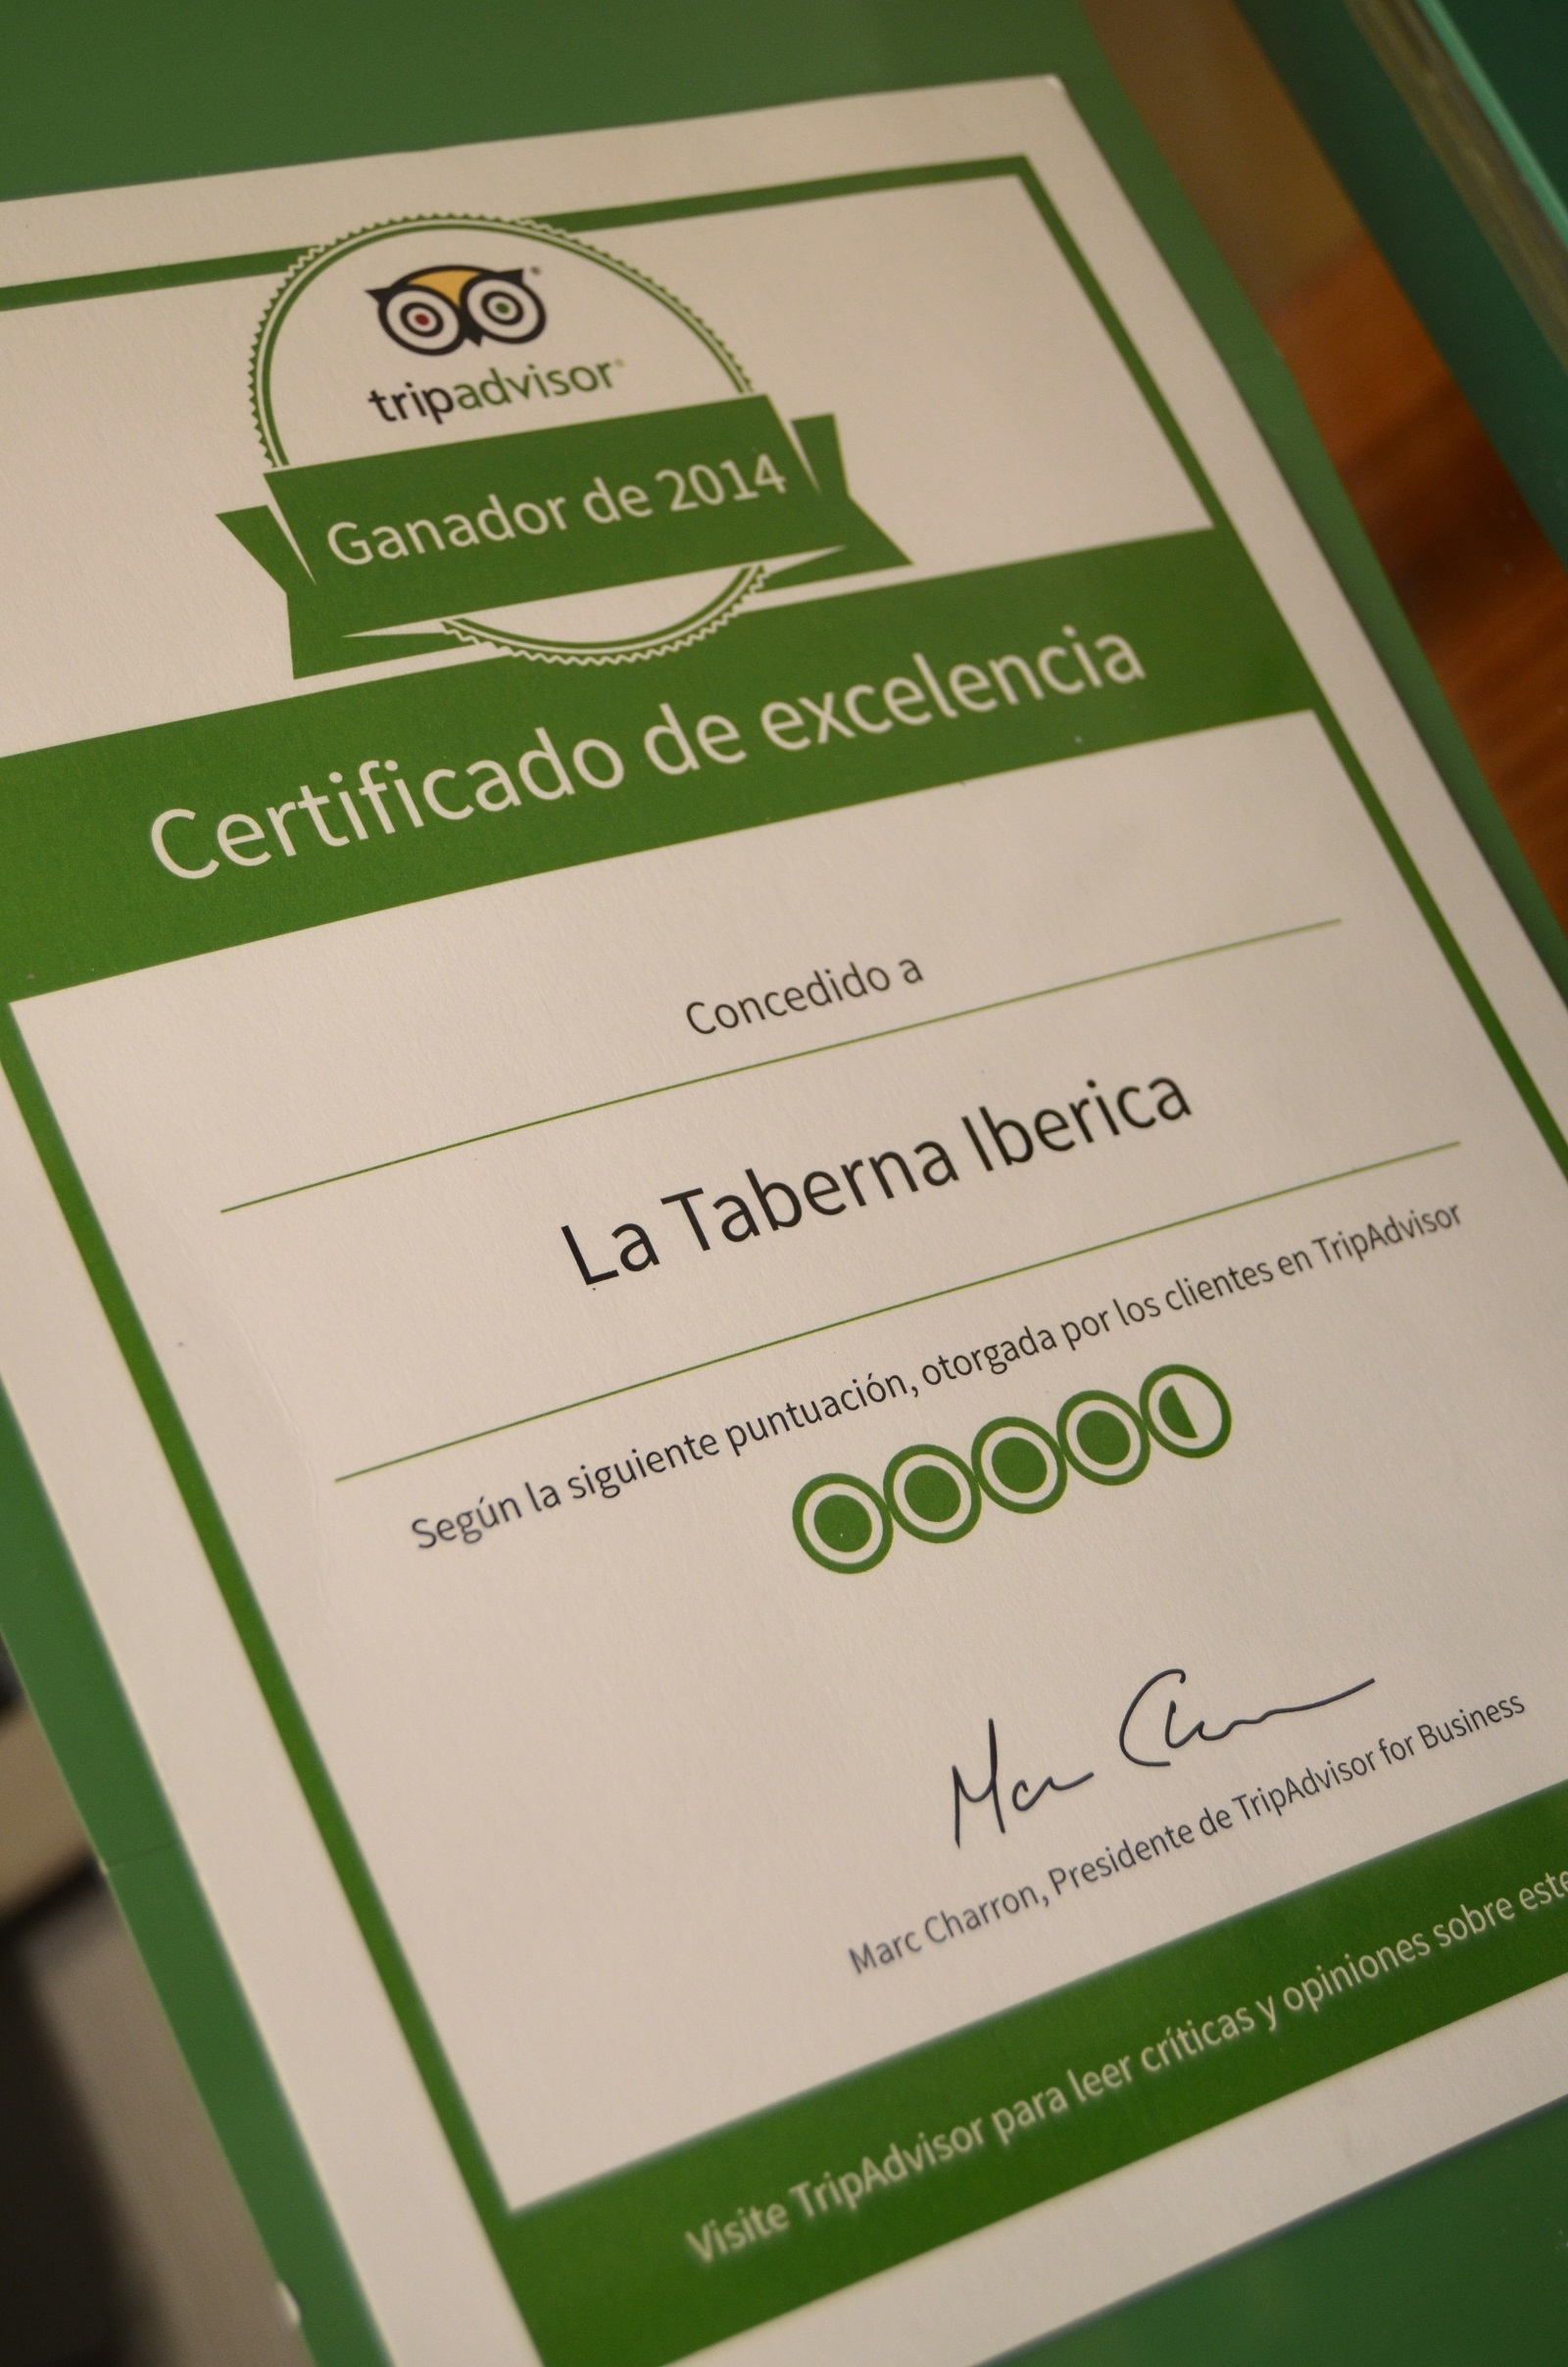 tripadvisor
Ganador de 2014
Certificado de excelencia
Concedido a
La Taberna Iberica
Según la siguiente puntuación, otorgada por los clientes en TripAdvisor
Marc Charron, Presidente de TripAdvisor for Business
Visite TripAdvisor para leer críticas y opiniones sobre este